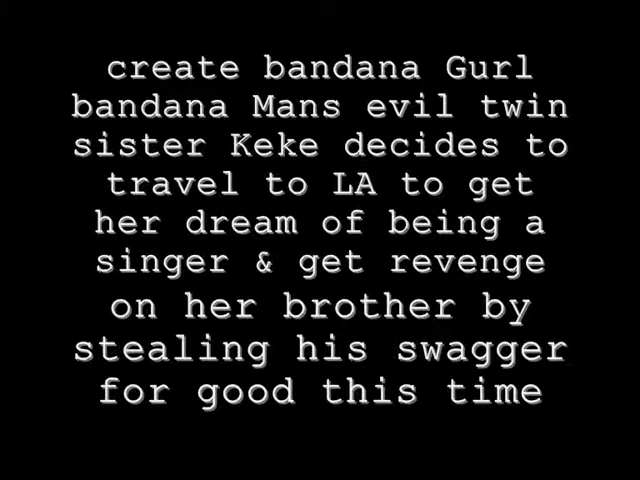 create bandana Gurl
bandana Mans evil twin
sister Keke decides to
travel to LA to get
her dream of being a
singer & get revenge
on her brother by
stealing his swagger
for good this time